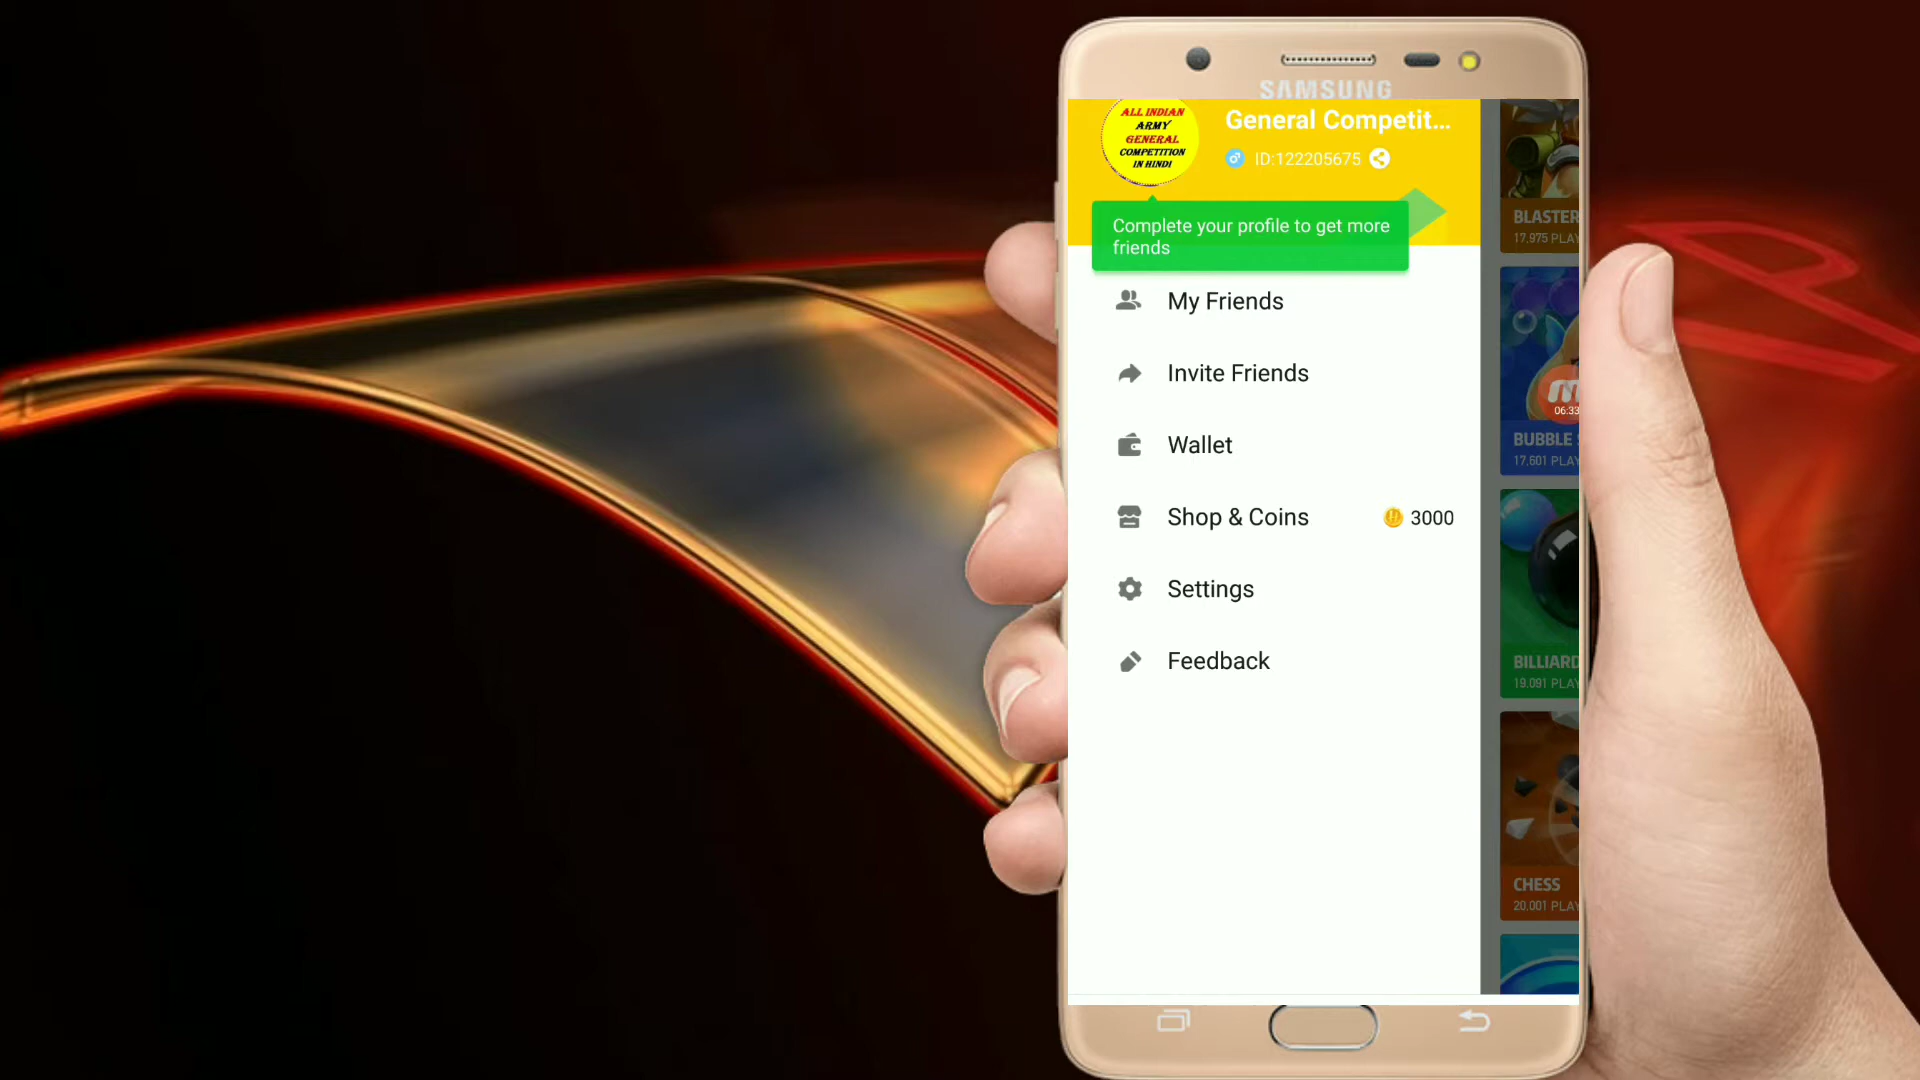 SAMSUNG
ALL INDIAN
ARMY
GENERAL
COMPETITION
IN HINDI
General Competit...
ID:122205675
Complete your profile to get more
friends
My Friends
Invite Friends
Wallet
Shop & Coins
3000
Settings
Feedback
BLASTER
17,975 PLAY
06:33
BUBBLE S
17,601 PLAY
BILLIARD
19,091 PLAY
CHESS
20,001 PLAY